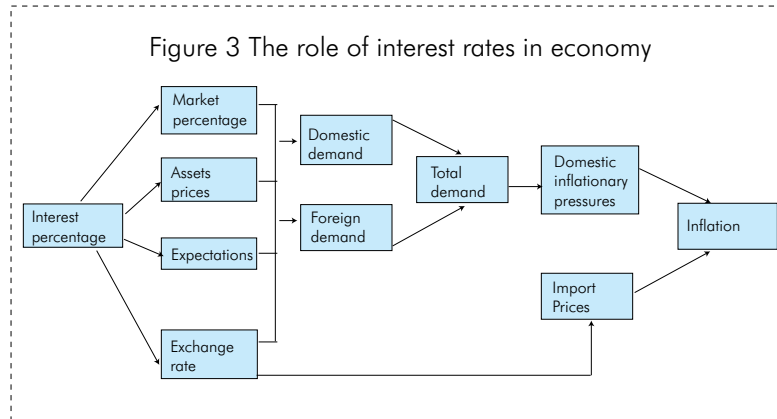 Figure 3 The role of interest rates in economy
Market
percentage
Assets
prices
Interest
percentage
Expectations
Exchange
rate
Domestic
demand
Foreign
demand
Total
demand
Domestic
inflationary
pressures
Import
Prices
Inflation